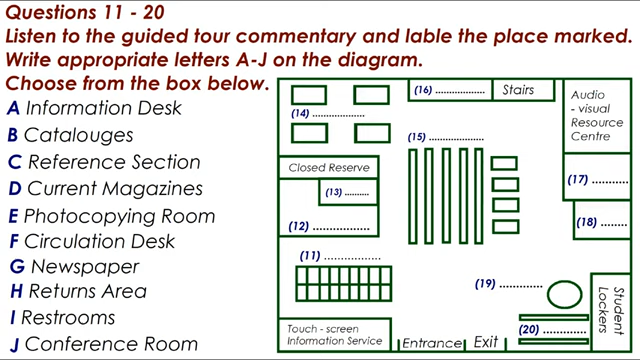 Questions 11 - 20
Listen to the guided tour commentary and lable the place marked.
Write appropriate letters A-J on the diagram.
Choose from the box below.
A Information Desk
B Catalouges
C Reference Section
D Current Magazines
E Photocopying Room
F Circulation Desk
G Newspaper
H Returns Area
I Restrooms
J Conference Room
(16) ..................
Stairs
Audio
- visual
Resource
Centre
(14) ...................
(15) ....................
Closed Reserve
(13) .........
(17) ...........
(12) .................
(18) ........
(11) .....................
(19) ..............
Student
Lockers
(20) ..............
Touch - screen
Information Service
Entrance
Exit